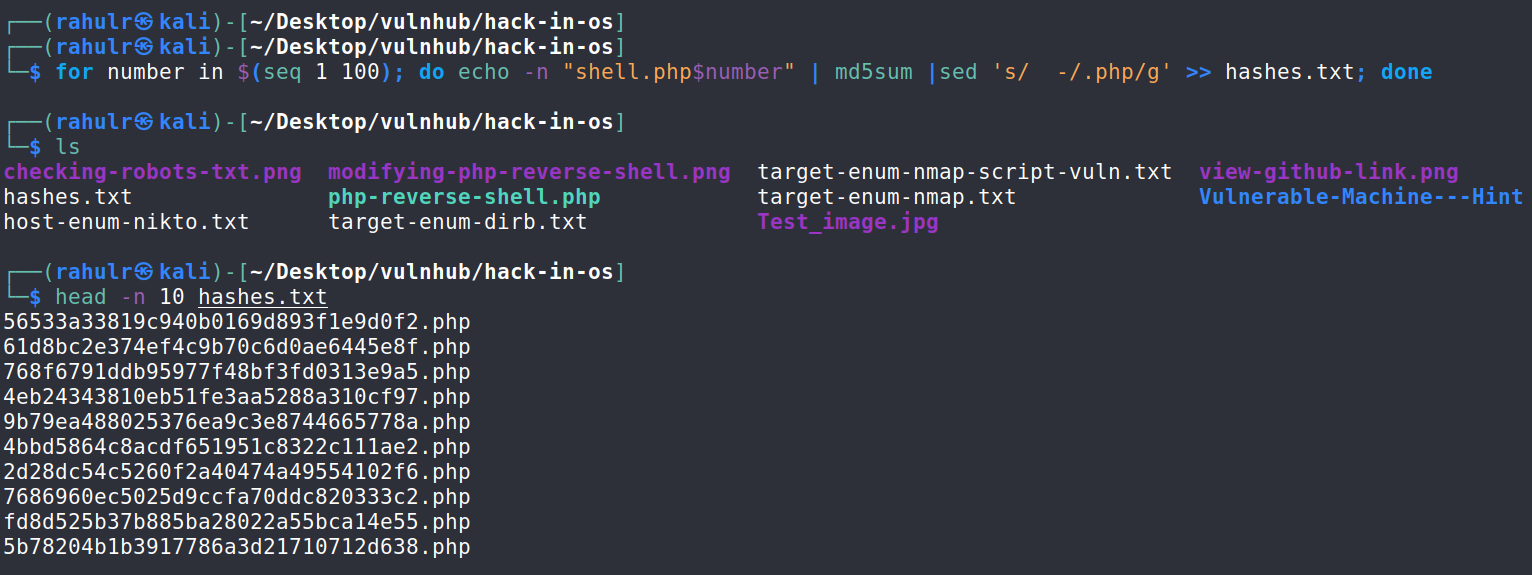 ┌──(rahulr㉿kali)-[~/Desktop/vulnhub/hack-in-os]
┌──(rahulr㉿kali)-[~/Desktop/vulnhub/hack-in-os]
└─$ for number in $(seq 1 100); do echo -n "shell.php$number" | md5sum |sed 's/  -/.php/g' >> hashes.txt; done
┌──(rahulr㉿kali)-[~/Desktop/vulnhub/hack-in-os]
└─$ ls
checking-robots-txt.png  modifying-php-reverse-shell.png  target-enum-nmap-script-vuln.txt  view-github-link.png
hashes.txt               php-reverse-shell.php            target-enum-nmap.txt              Vulnerable-Machine---Hint
host-enum-nikto.txt      target-enum-dirb.txt             Test_image.jpg
┌──(rahulr㉿kali)-[~/Desktop/vulnhub/hack-in-os]
└─$ head -n 10 hashes.txt
56533a33819c940b0169d893f1e9d0f2.php
61d8bc2e374ef4c9b70c6d0ae6445e8f.php
768f6791ddb95977f48bf3fd0313e9a5.php
4eb24343810eb51fe3aa5288a310cf97.php
9b79ea488025376ea9c3e8744665778a.php
4bbd5864c8acdf651951c8322c111ae2.php
2d28dc54c5260f2a40474a49554102f6.php
7686960ec5025d9ccfa70ddc820333c2.php
fd8d525b37b885ba28022a55bca14e55.php
5b78204b1b3917786a3d21710712d638.php